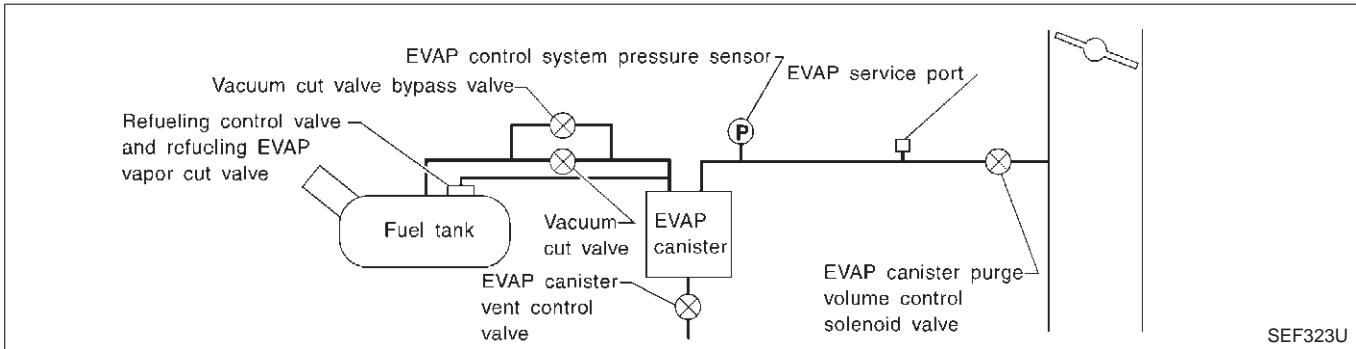 EVAP control system pressure sensor
EVAP service port
Vacuum cut valve bypass valve
Refueling control valve
and refueling EVAP
vapor cut valve
P
Fuel tank
Vacuum
cut valve
EVAP
canister
EVAP canister
vent control
valve
EVAP canister purge
volume control
solenoid valve
SEF323U